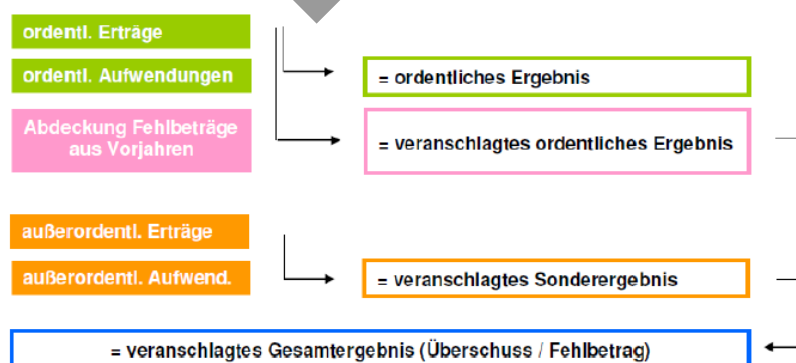 ordentl. Erträge
ordentl. Aufwendungen
= ordentliches Ergebnis
Abdeckung Fehlbeträge
aus Vorjahren
= veranschlagtes ordentliches Ergebnis
außerordentl. Erträge
außerordentl. Aufwend.
= veranschlagtes Sonderergebnis
= veranschlagtes Gesamtergebnis (Überschuss / Fehlbetrag)